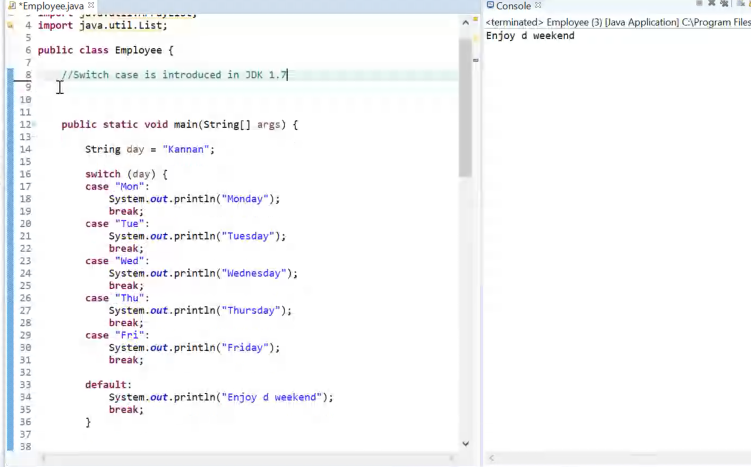 *Employee.java
Console
<terminated> Employee (3) [Java Application] C:\Program Files
Enjoy d weekend
4 import java.util.List;
5
6 public class Employee {
7
8 //Switch case is introduced in JDK 1.7
9
10
11
12 public static void main(String[] args) {
13
14 String day = "Kannan";
15
16 switch (day) {
17 case "Mon":
18 System.out.println("Monday");
19 break;
20 case "Tue":
21 System.out.println("Tuesday");
22 break;
23 case "Wed":
24 System.out.println("Wednesday");
25 break;
26 case "Thu":
27 System.out.println("Thursday");
28 break;
29 case "Fri":
30 System.out.println("Friday");
31 break;
32
33 default:
34 System.out.println("Enjoy d weekend");
35 break;
36 }
37
38